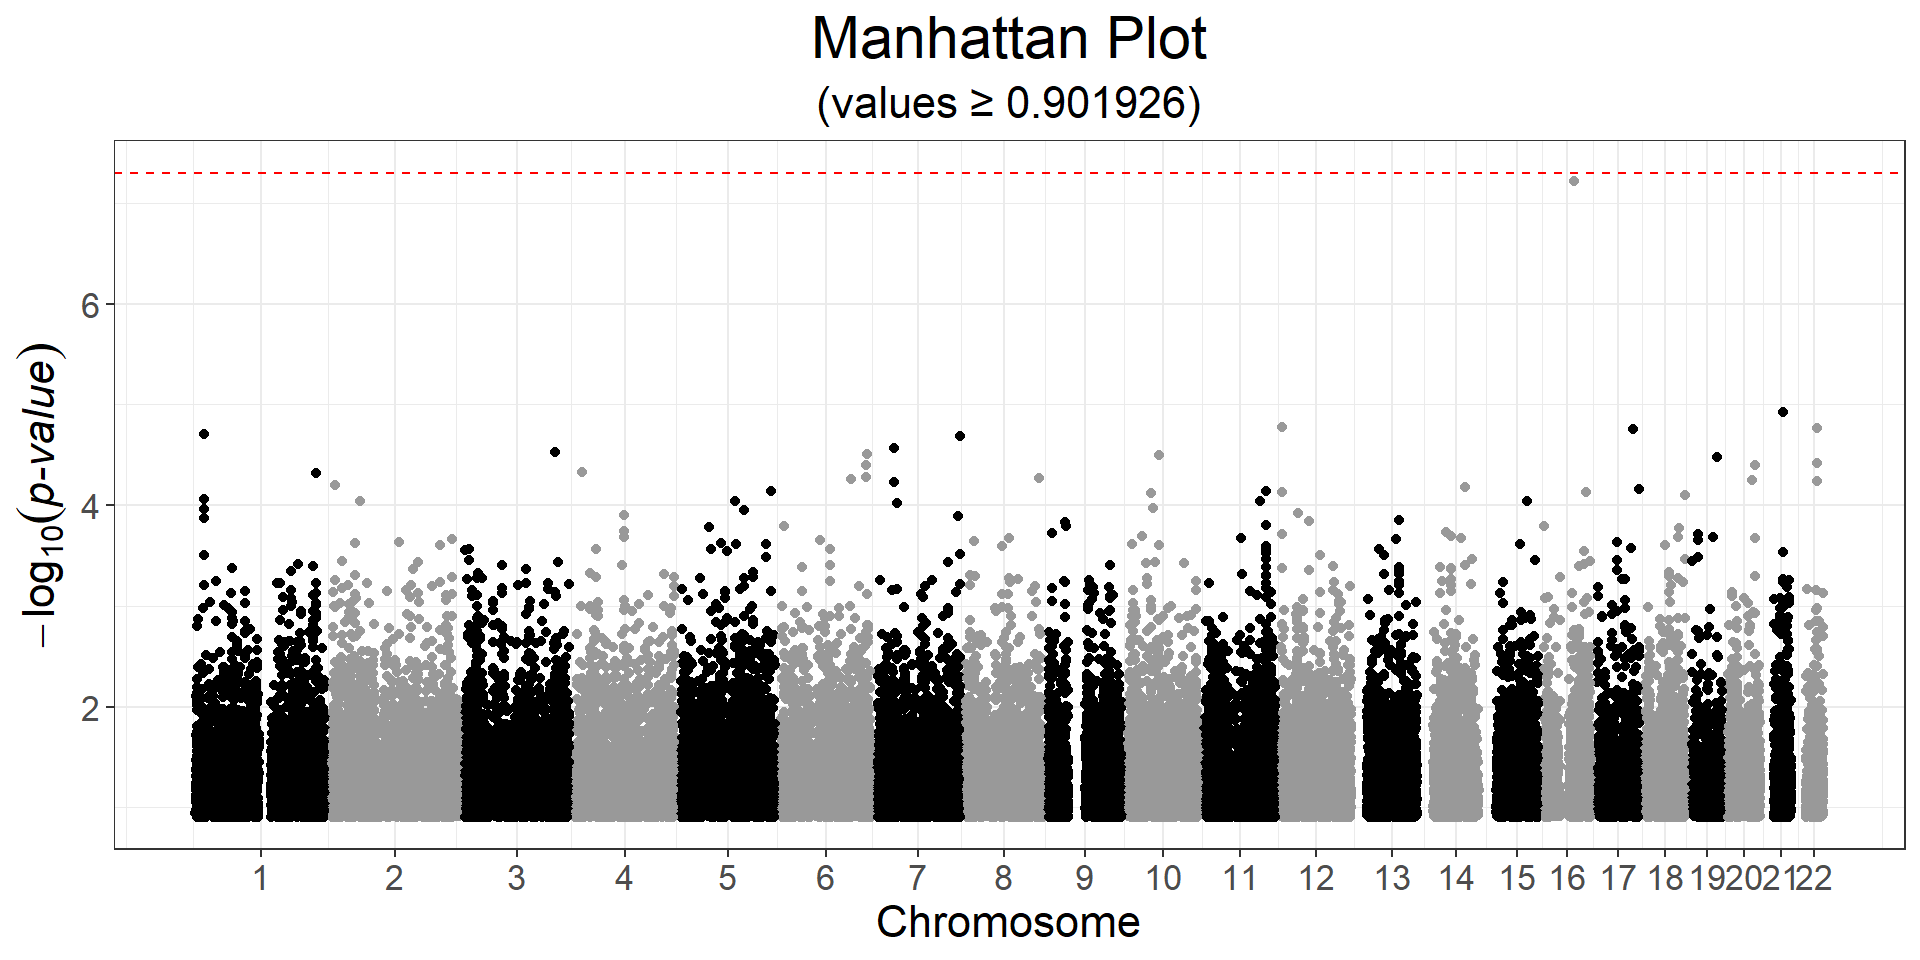 Manhattan Plot
(values ≥ 0.901926)
−log10(p-value)
6
4
2
1 2 3 4 5 6 7 8 9 10 11 12 13 14 15 16 17 18 19 20 21 22
Chromosome